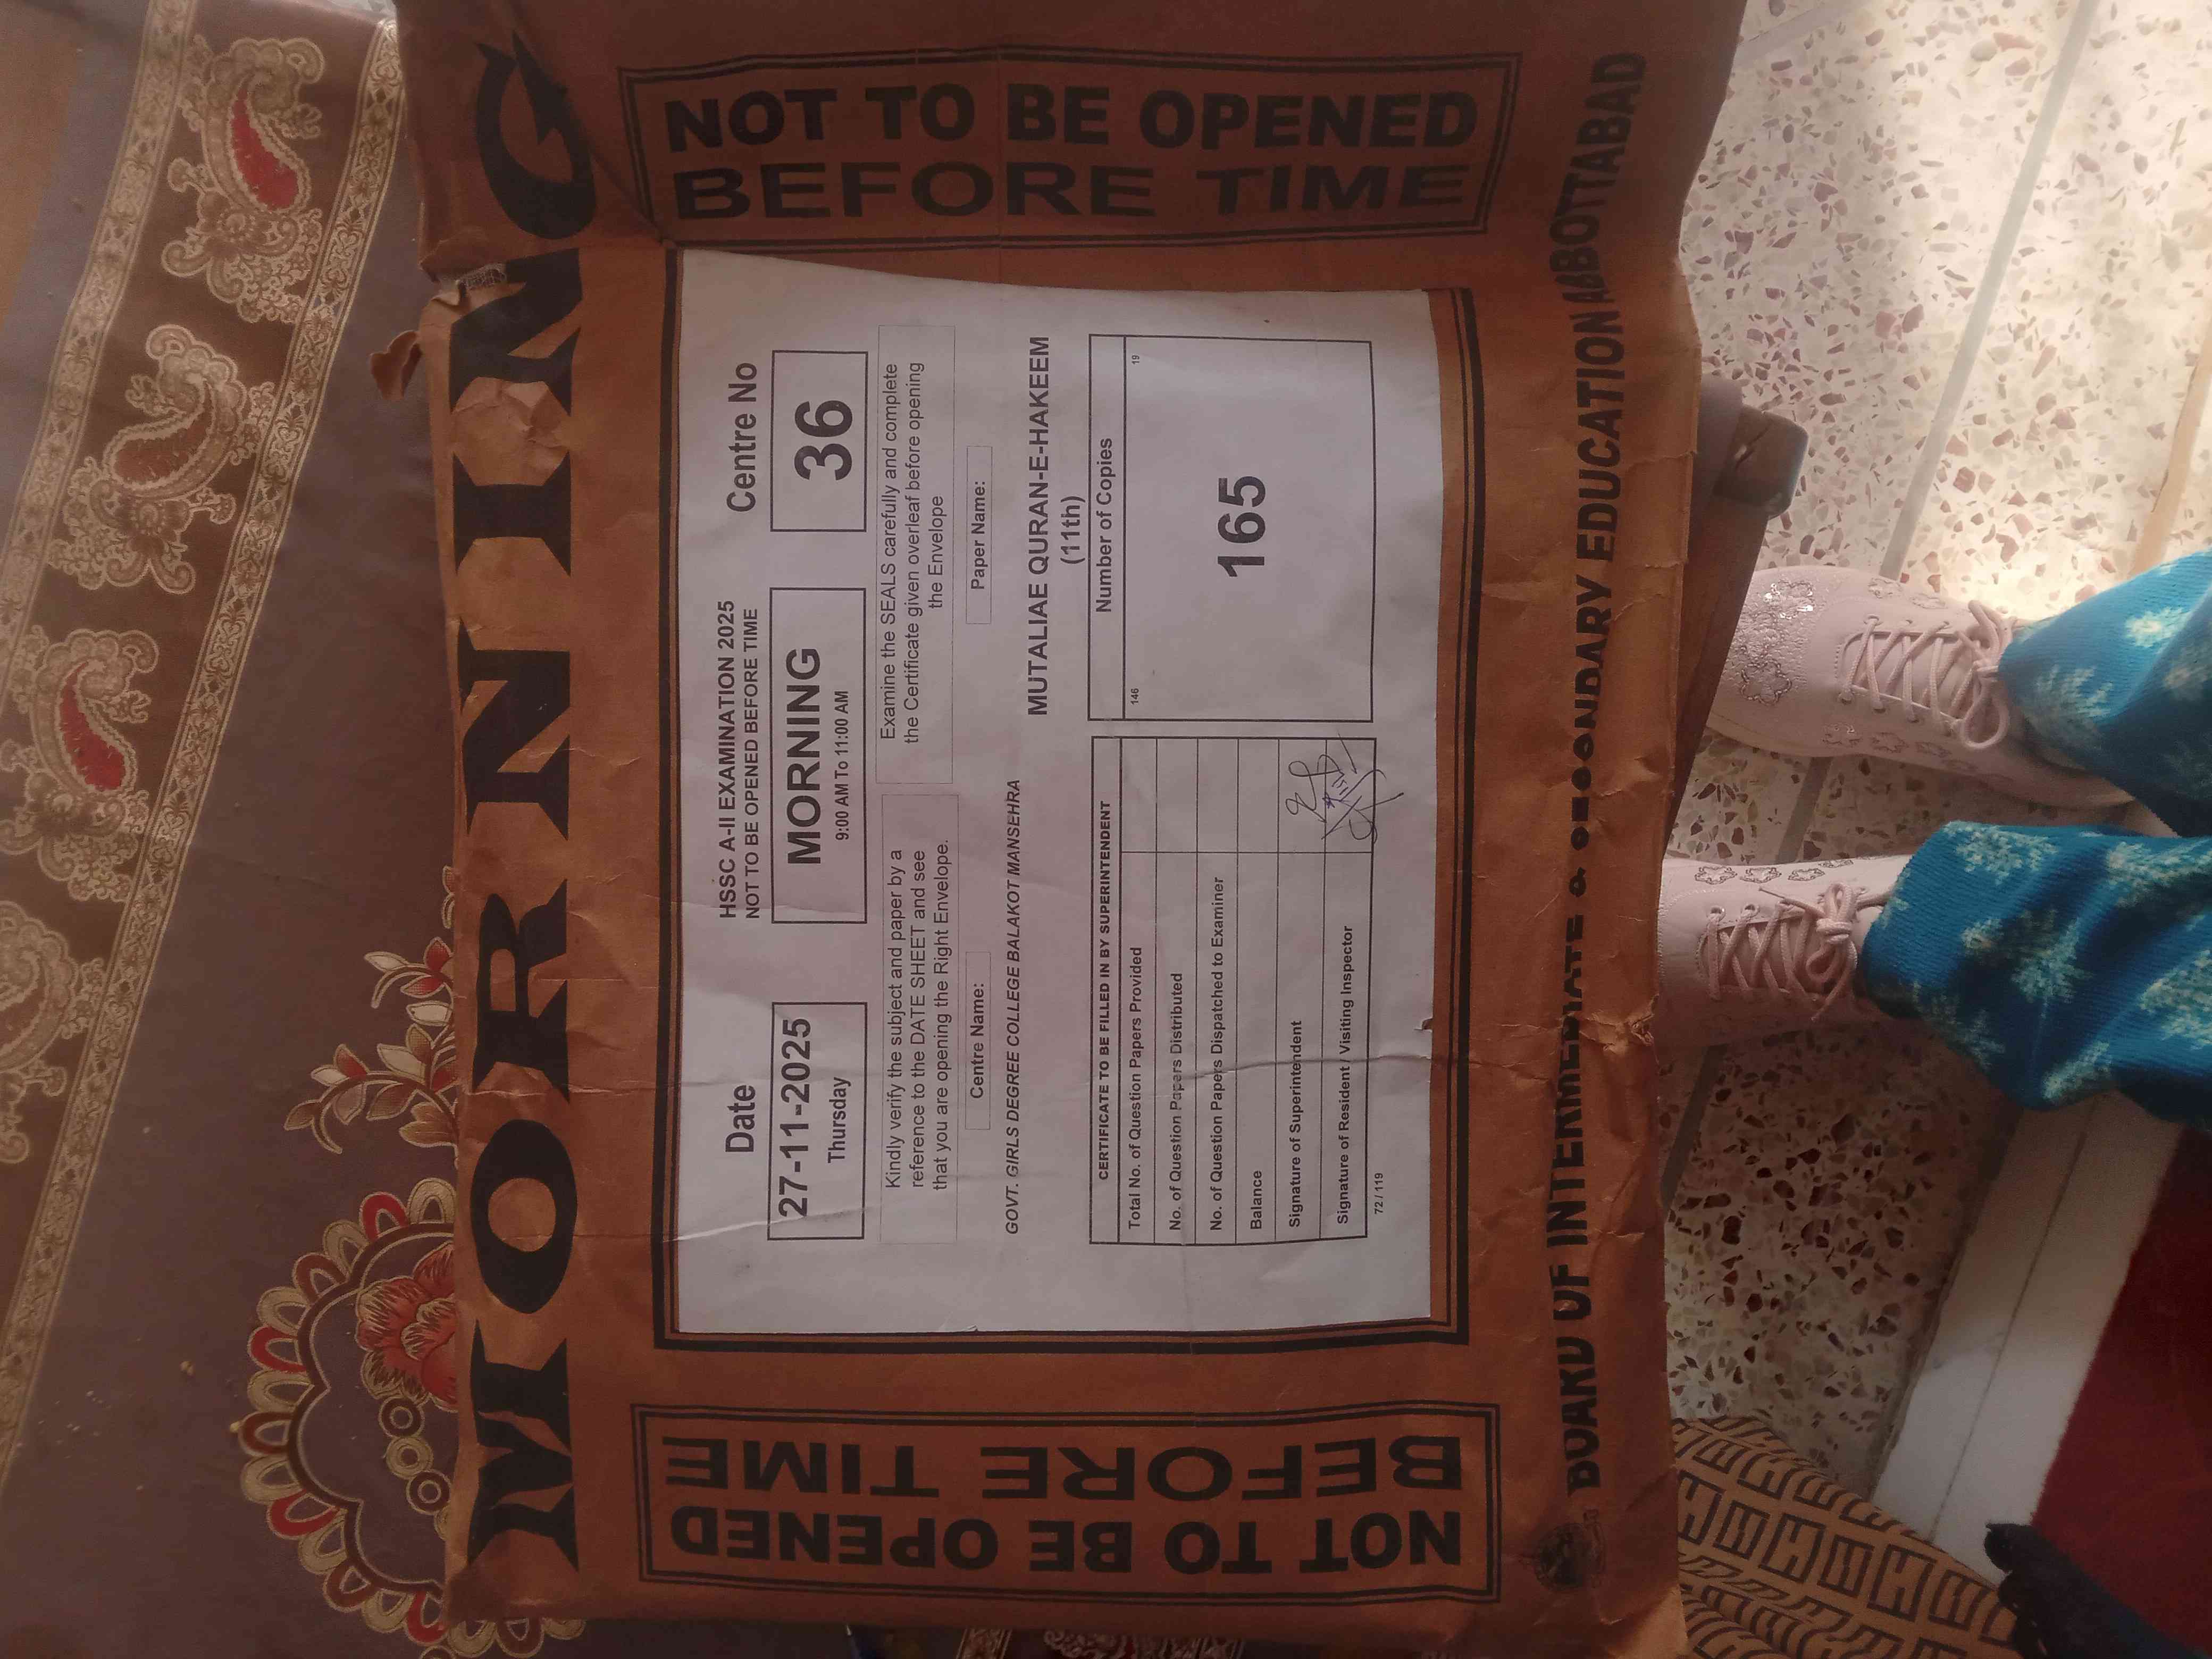 MORNING
NOT TO BE OPENED
BEFORE TIME
Date
27-11-2025
Thursday
HSSC A-II EXAMINATION 2025
NOT TO BE OPENED BEFORE TIME
MORNING
9:00 AM To 11:00 AM
Centre No
36
Kindly verify the subject and paper by a
reference to the DATE SHEET and see
that you are opening the Right Envelope.
Examine the SEALS carefully and complete
the Certificate given overleaf before opening
the Envelope
Centre Name:
GOVT. GIRLS DEGREE COLLEGE BALAKOT MANSEHRA
Paper Name:
MUTALIAE QURAN-E-HAKEEM
(11th)
CERTIFICATE TO BE FILLED IN BY SUPERINTENDENT
Total No. of Question Papers Provided
No. of Question Papers Distributed
No. of Question Papers Dispatched to Examiner
Balance
Signature of Superintendent
Signature of Resident / Visiting Inspector
72 / 119
Number of Copies
146 19
165
NOT TO BE OPENED
BEFORE TIME
BOARD OF INTERMEDIATE & SECONDARY EDUCATION ABBOTTABAD